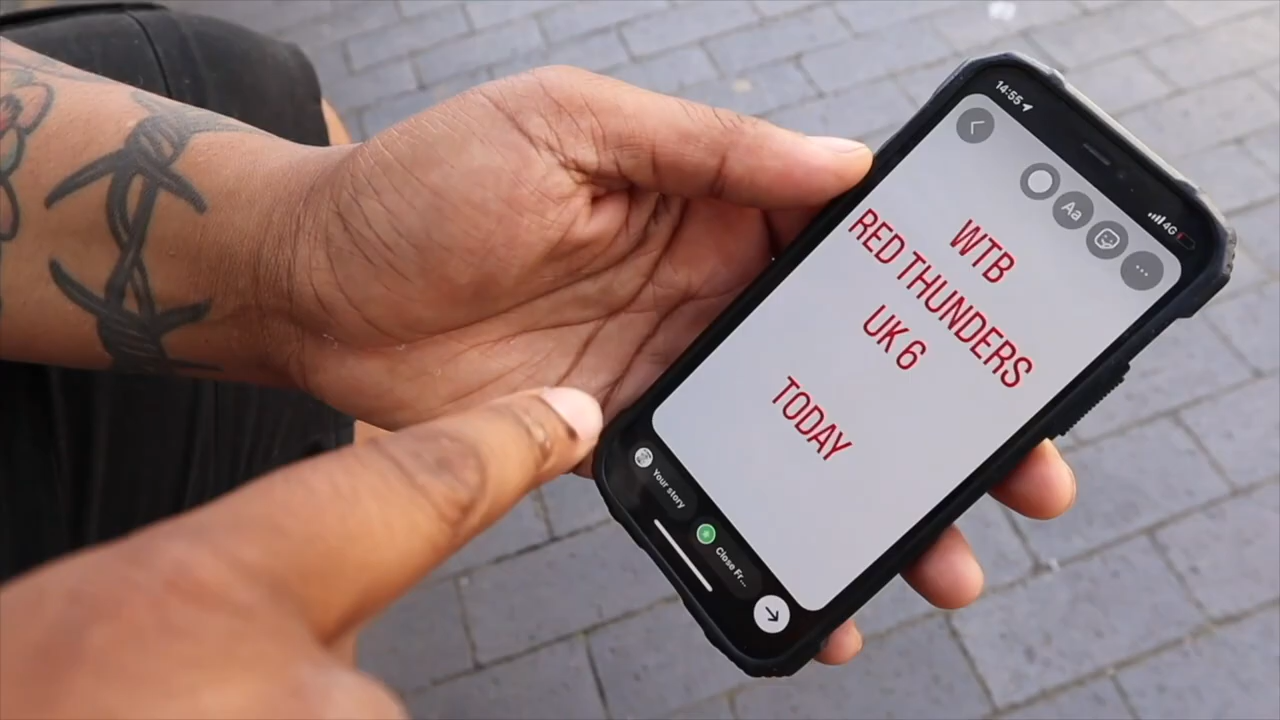 14:55
4G
Aa
WTB
RED THUNDERS
UK 6
TODAY
Your story
Close Fr...